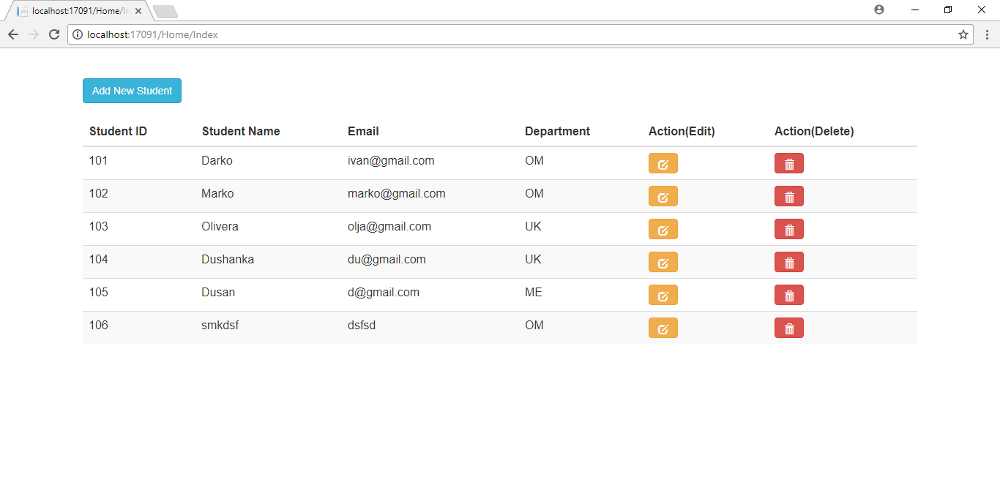 localhost:17091/Home/In
localhost:17091/Home/Index
Add New Student
Student ID Student Name Email Department Action(Edit) Action(Delete)
101 Darko ivan@gmail.com OM
102 Marko marko@gmail.com OM
103 Olivera olja@gmail.com UK
104 Dushanka du@gmail.com UK
105 Dusan d@gmail.com ME
106 smkdsf dsfsd OM